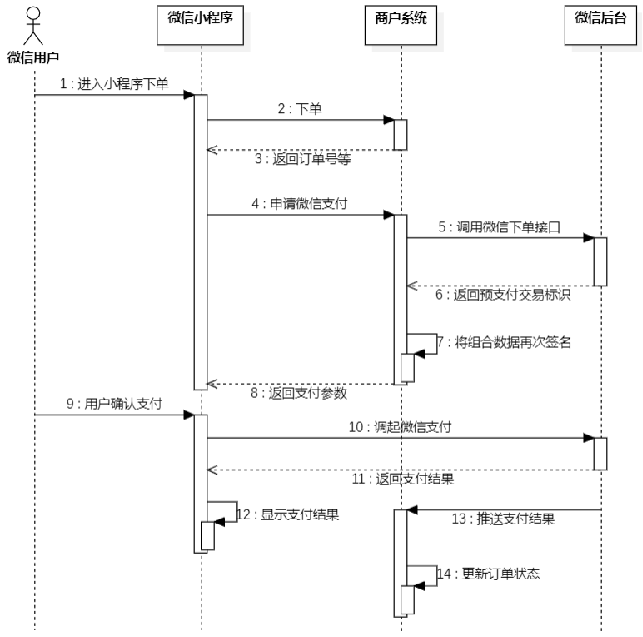 微信小程序
商户系统
微信后台
微信用户
1 : 进入小程序下单
2 : 下单
3 : 返回订单号等
4 : 申请微信支付
5 : 调用微信下单接口
6 : 返回预支付交易标识
7 : 将组合数据再次签名
8 : 返回支付参数
9 : 用户确认支付
10 : 调起微信支付
11 : 返回支付结果
12 : 显示支付结果
13 : 推送支付结果
14 : 更新订单状态